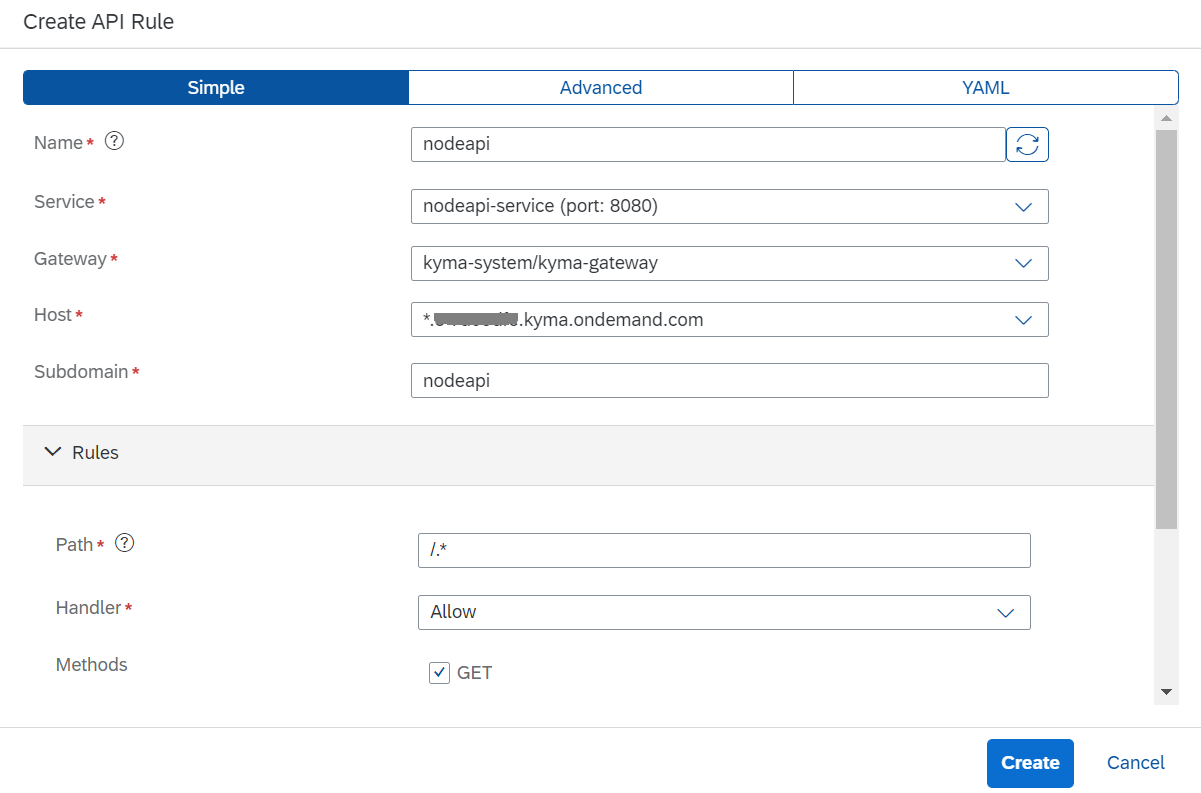 Create API Rule
Simple Advanced YAML
Name* ? nodeapi
Service* nodeapi-service (port: 8080)
Gateway* kyma-system/kyma-gateway
Host* *. .kyma.ondemand.com
Subdomain* nodeapi
Rules
Path* ? /.*
Handler* Allow
Methods GET
Create Cancel